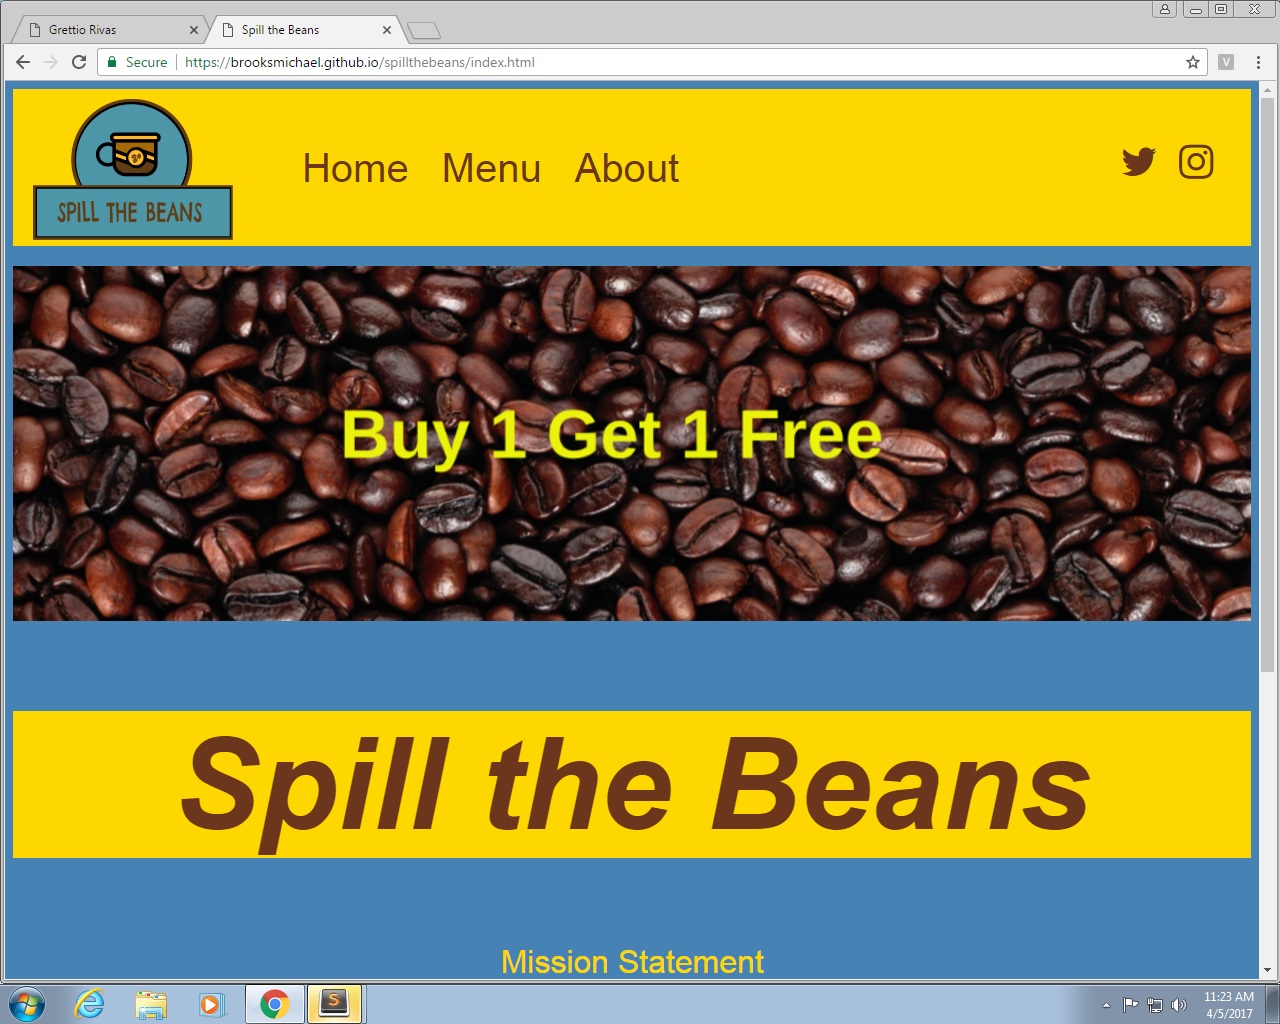 Grettio Rivas
Spill the Beans
Secure
https://brooksmichael.github.io/spillthebeans/index.html
V
SPILL THE BEANS
Home Menu About
Buy 1 Get 1 Free
Spill the Beans
Mission Statement
S
11:23 AM
4/5/2017